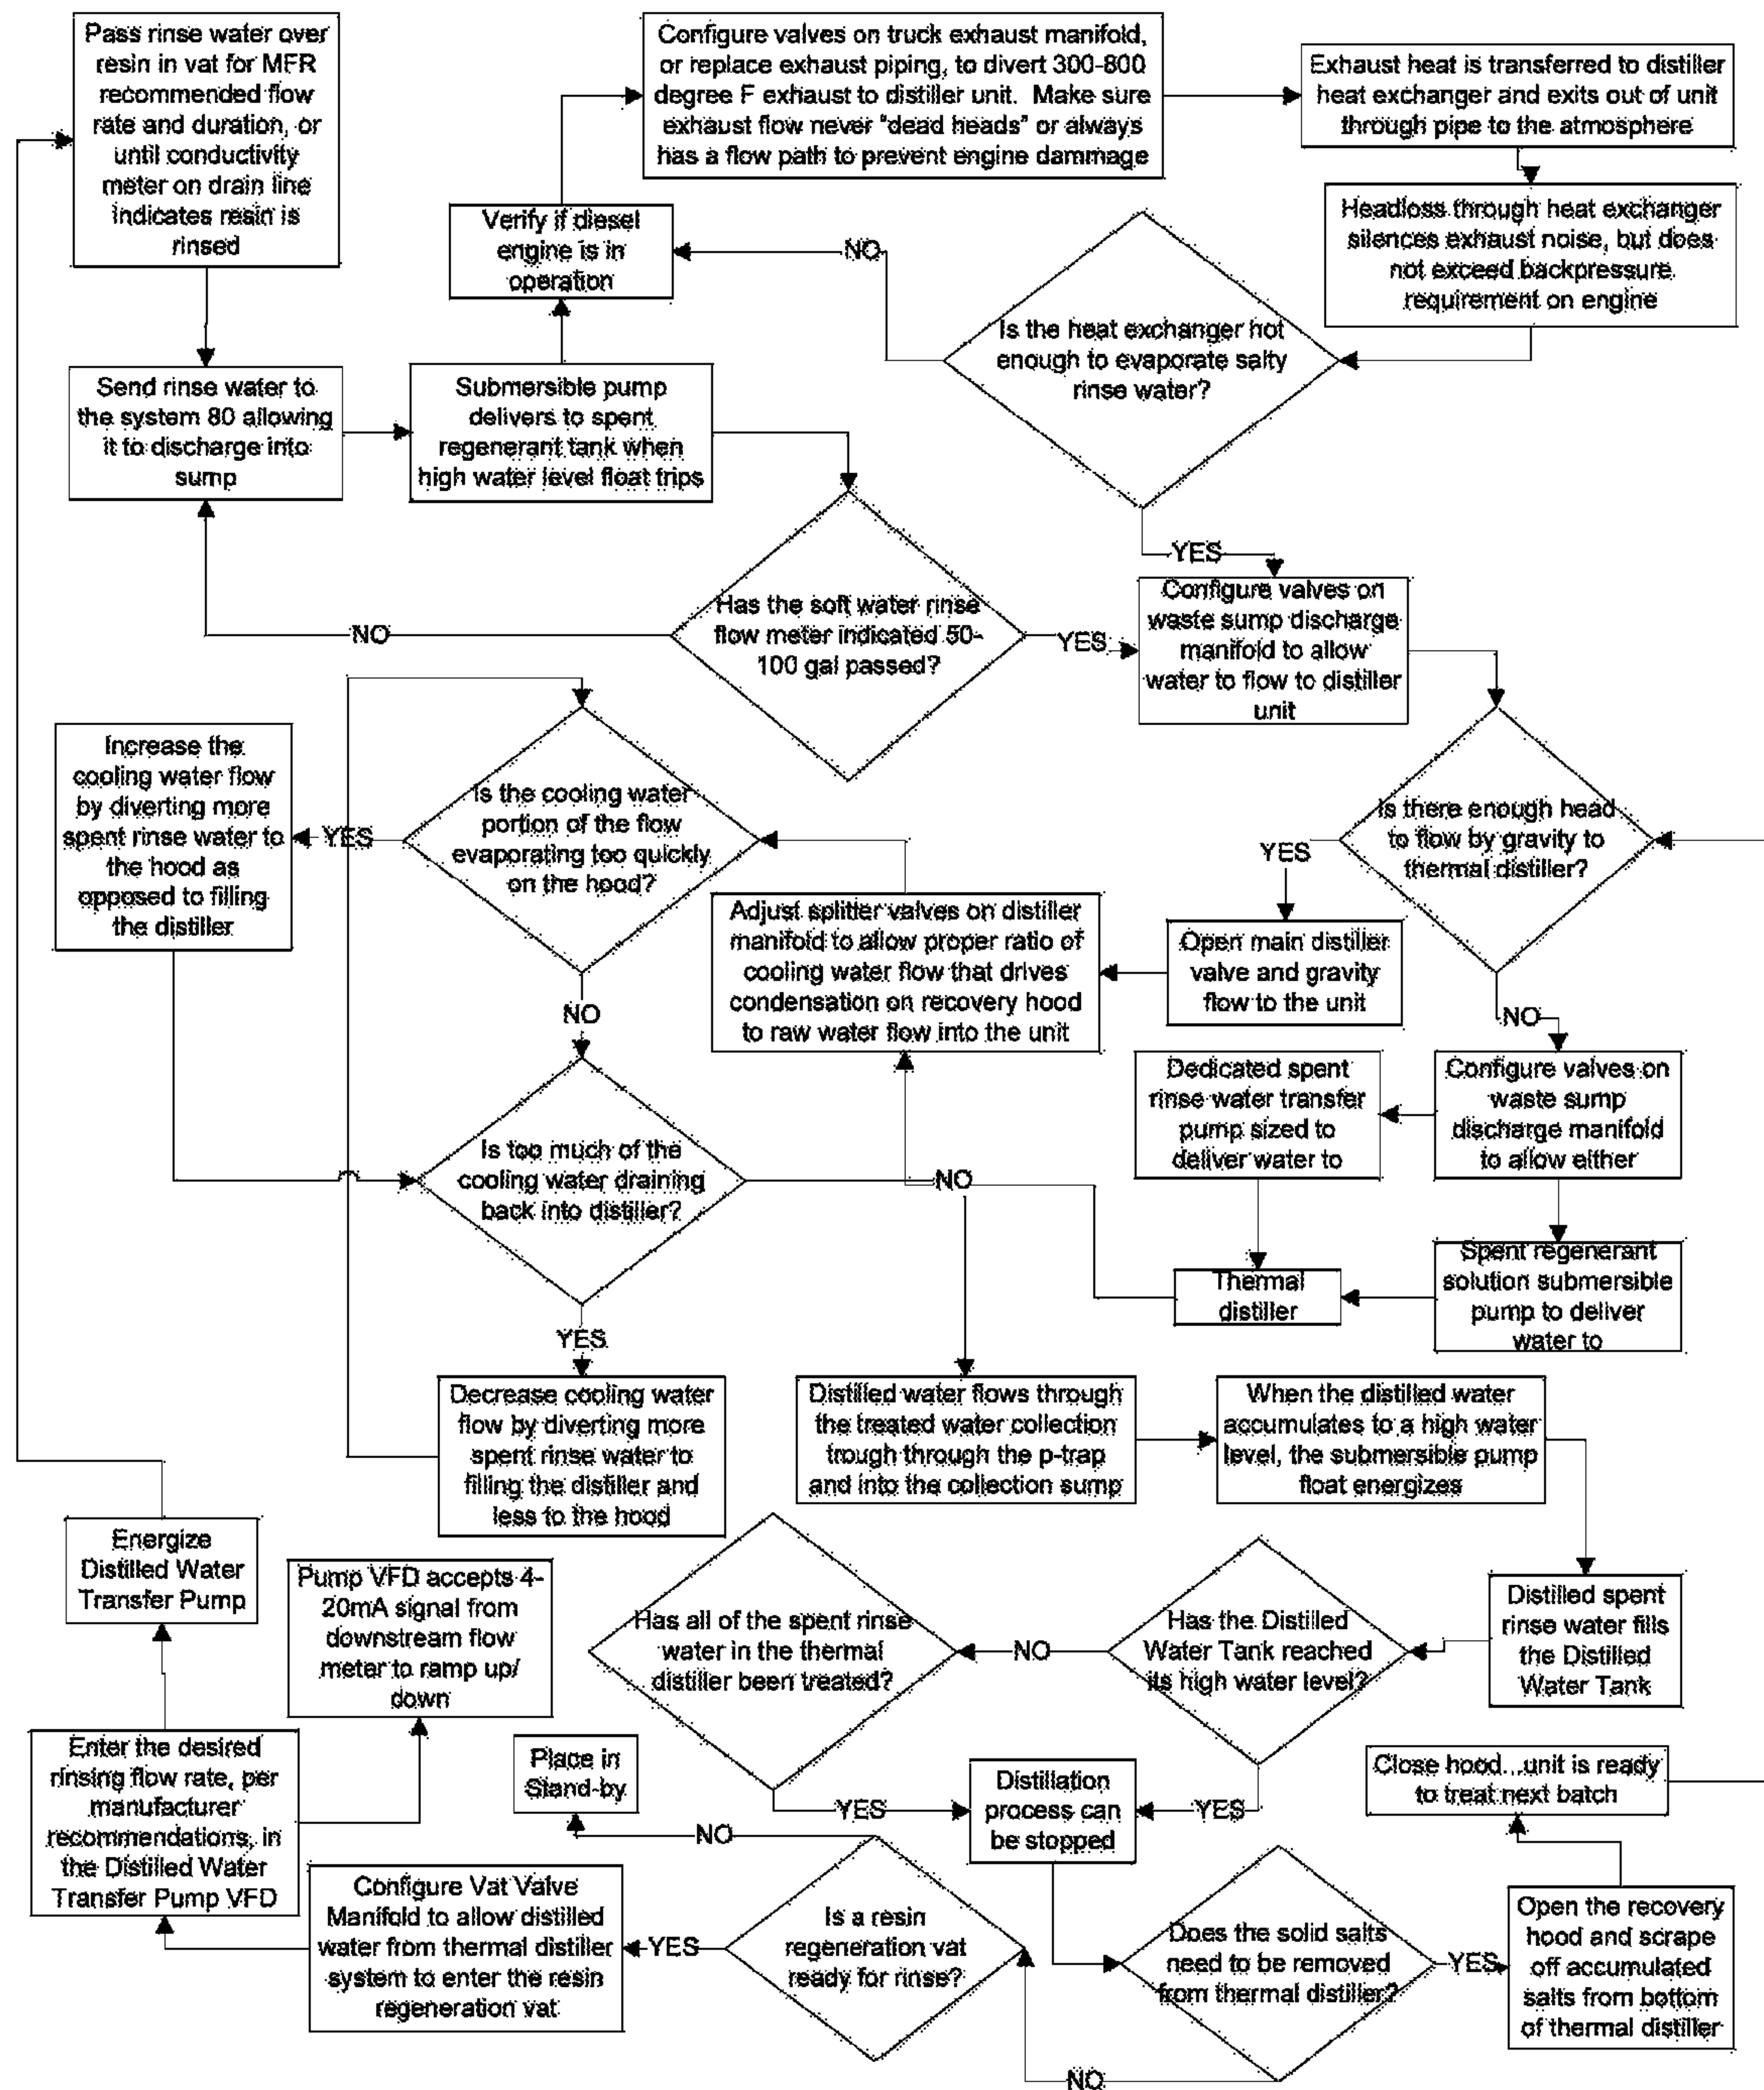 Pass rinse water over
resin in vat for MFR
recommended flow
rate and duration, or
until conductivity
meter on drain line
indicates resin is
rinsed
Configure valves on truck exhaust manifold,
or replace exhaust piping, to divert 300-800
degree F exhaust to distiller unit. Make sure
exhaust flow never "dead heads" or always
has a flow path to prevent engine dammage
Exhaust heat is transferred to distiller
heat exchanger and exits out of unit
through pipe to the atmosphere
Verify if diesel
engine is in
operation
NO
Headloss through heat exchanger
silences exhaust noise, but does
not exceed backpressure
requirement on engine
Is the heat exchanger hot
enough to evaporate salty
rinse water?
Send rinse water to
the system 80 allowing
it to discharge into
sump
Submersible pump
delivers to spent
regenerant tank when
high water level float trips
YES
Has the soft water rinse
flow meter indicated 50-
100 gal passed?
NO
YES
Configure valves on
waste sump discharge
manifold to allow
water to flow to distiller
unit
Increase the
cooling water flow
by diverting more
spent rinse water to
the hood as
opposed to filling
the distiller
YES
Is the cooling water
portion of the flow
evaporating too quickly
on the hood?
NO
Is there enough head
to flow by gravity to
thermal distiller?
YES
NO
Adjust splitter valves on distiller
manifold to allow proper ratio of
cooling water flow that drives
condensation on recovery hood
to raw water flow into the unit
Open main distiller
valve and gravity
flow to the unit
Dedicated spent
rinse water transfer
pump sized to
deliver water to
Configure valves on
waste sump
discharge manifold
to allow either
Is too much of the
cooling water draining
back into distiller?
NO
YES
Thermal
distiller
Spent regenerant
solution submersible
pump to deliver
water to
Decrease cooling water
flow by diverting more
spent rinse water to
filling the distiller and
less to the hood
Distilled water flows through
the treated water collection
trough through the p-trap
and into the collection sump
When the distilled water
accumulates to a high water
level, the submersible pump
float energizes
Energize
Distilled Water
Transfer Pump
Pump VFD accepts 4-
20mA signal from
downstream flow
meter to ramp up/
down
Has all of the spent rinse
water in the thermal
distiller been treated?
NO
Has the Distilled
Water Tank reached
its high water level?
Distilled spent
rinse water fills
the Distilled
Water Tank
Enter the desired
rinsing flow rate, per
manufacturer
recommendations, in
the Distilled Water
Transfer Pump VFD
Place in
Stand-by
NO
YES
Distillation
process can
be stopped
YES
Close hood...unit is ready
to treat next batch
Configure Vat Valve
Manifold to allow distilled
water from thermal distiller
system to enter the resin
regeneration vat
YES
Is a resin
regeneration vat
ready for rinse?
Does the solid salts
need to be removed
from thermal distiller?
YES
Open the recovery
hood and scrape
off accumulated
salts from bottom
of thermal distiller
NO